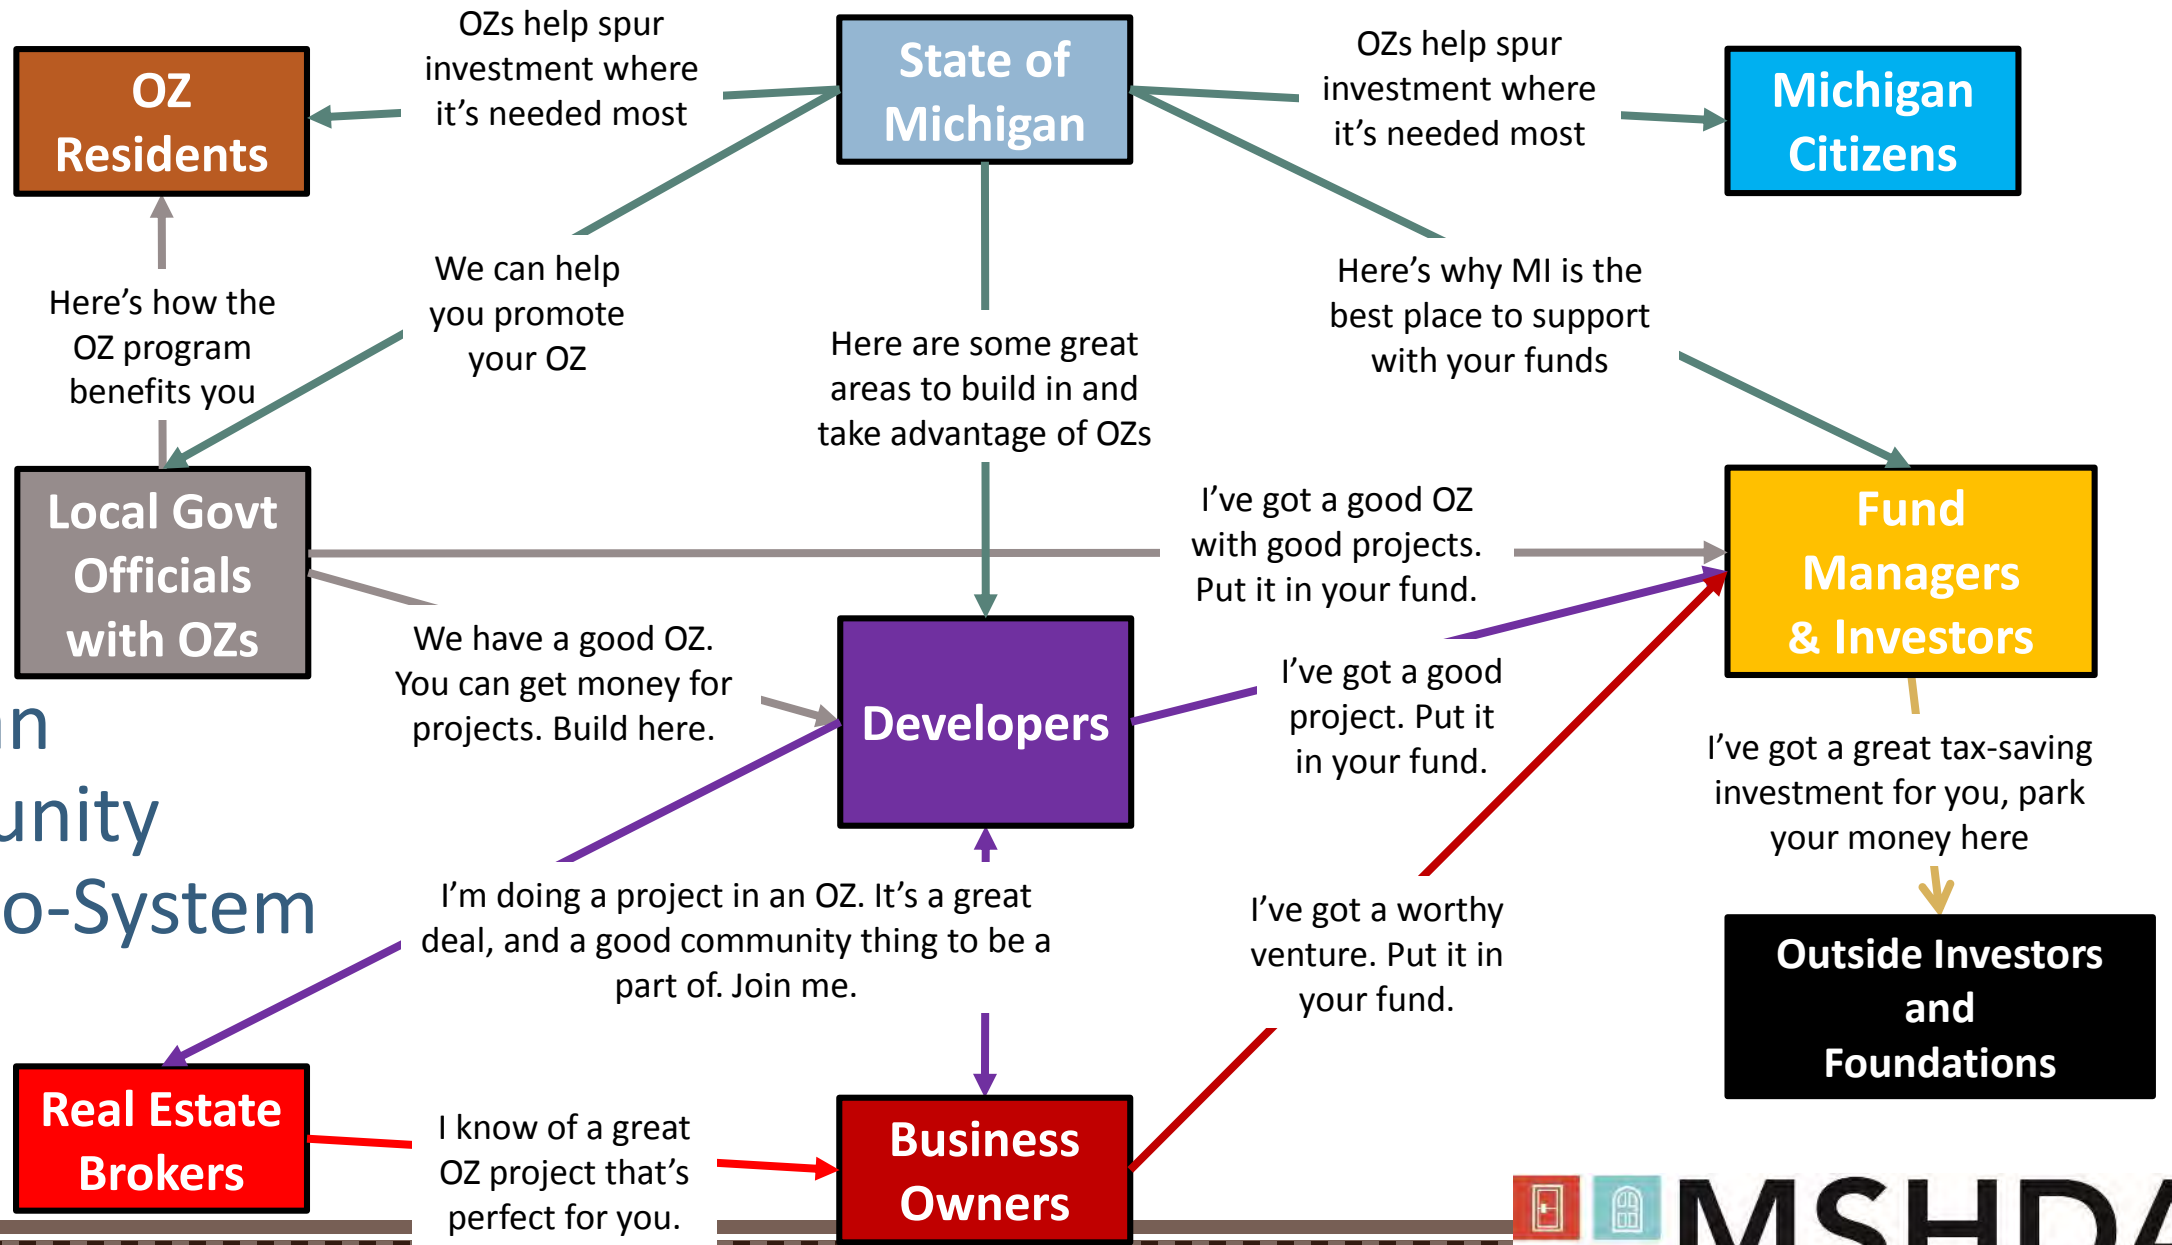 OZs help spur
investment where
it's needed most
State of
Michigan
OZs help spur
investment where
it's needed most
OZ
Residents
Michigan
Citizens
We can help
you promote
your OZ
Here's why MI is the
best place to support
with your funds
Here's how the
OZ program
benefits you
Here are some great
areas to build in and
take advantage of OZs
Local Govt
Officials
with OZs
I've got a good OZ
with good projects.
Put it in your fund.
Fund
Managers
& Investors
We have a good OZ.
You can get money for
projects. Build here.
Developers
I've got a good
project. Put it
in your fund.
an
unity
o-System
I've got a great tax-saving
investment for you, park
your money here
I'm doing a project in an OZ. It's a great
deal, and a good community thing to be a
part of. Join me.
I've got a worthy
venture. Put it in
your fund.
Outside Investors
and
Foundations
Real Estate
Brokers
I know of a great
OZ project that's
perfect for you.
Business
Owners
MSHDA